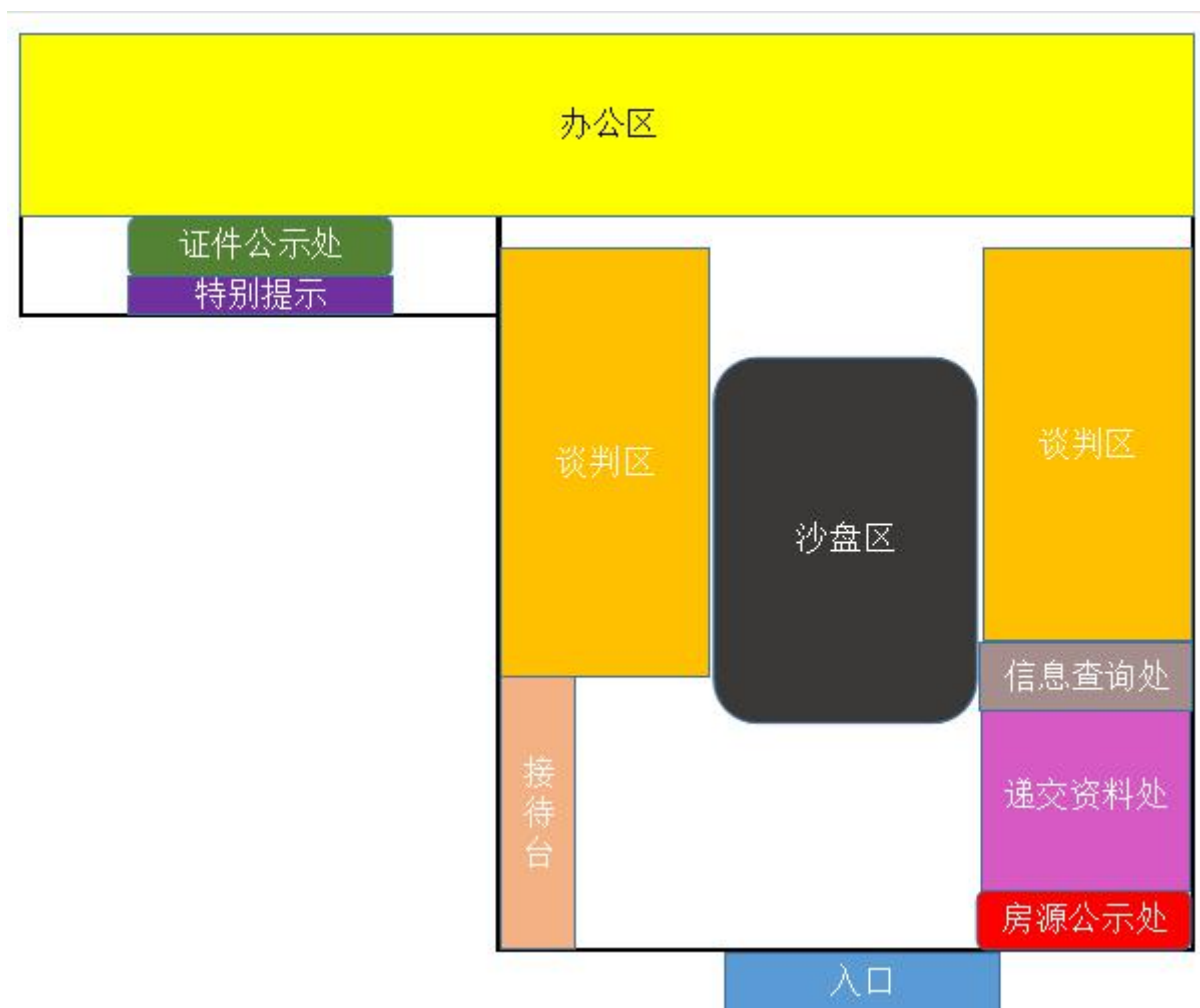 办公区
证件公示处
特别提示
谈判区
谈判区
沙盘区
信息查询处
接待台
递交资料处
房源公示处
入口